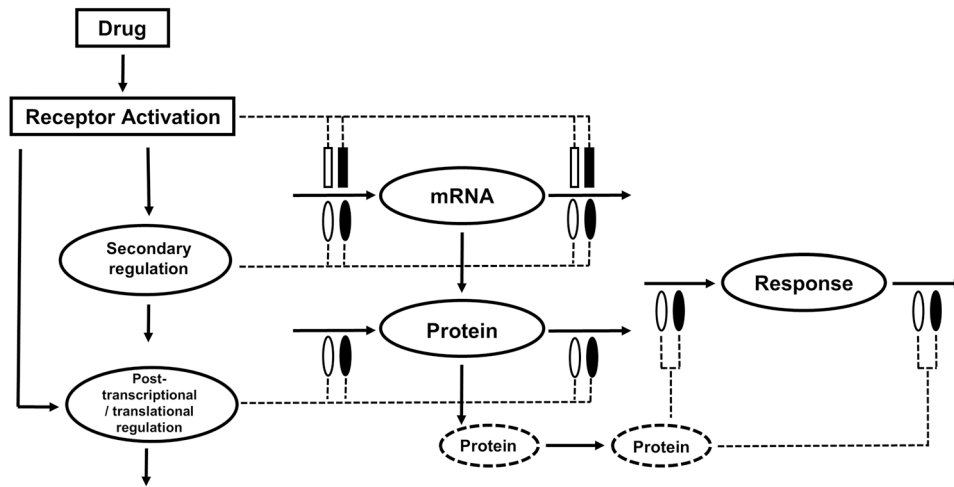 Drug
Receptor Activation
mRNA
Secondary
regulation
Response
Protein
Post-
transcriptional
/ translational
regulation
Protein
Protein